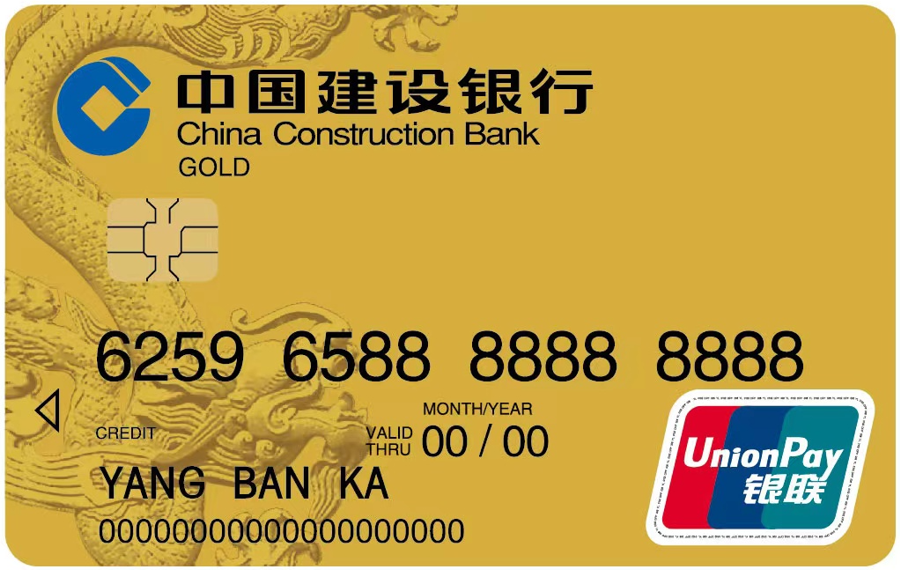 中国建设银行
China Construction Bank
GOLD
6259 6588 8888 8888
MONTH/YEAR
CREDIT
VALID THRU 00 / 00
YANG BAN KA
00000000000000000000
UnionPay
银联